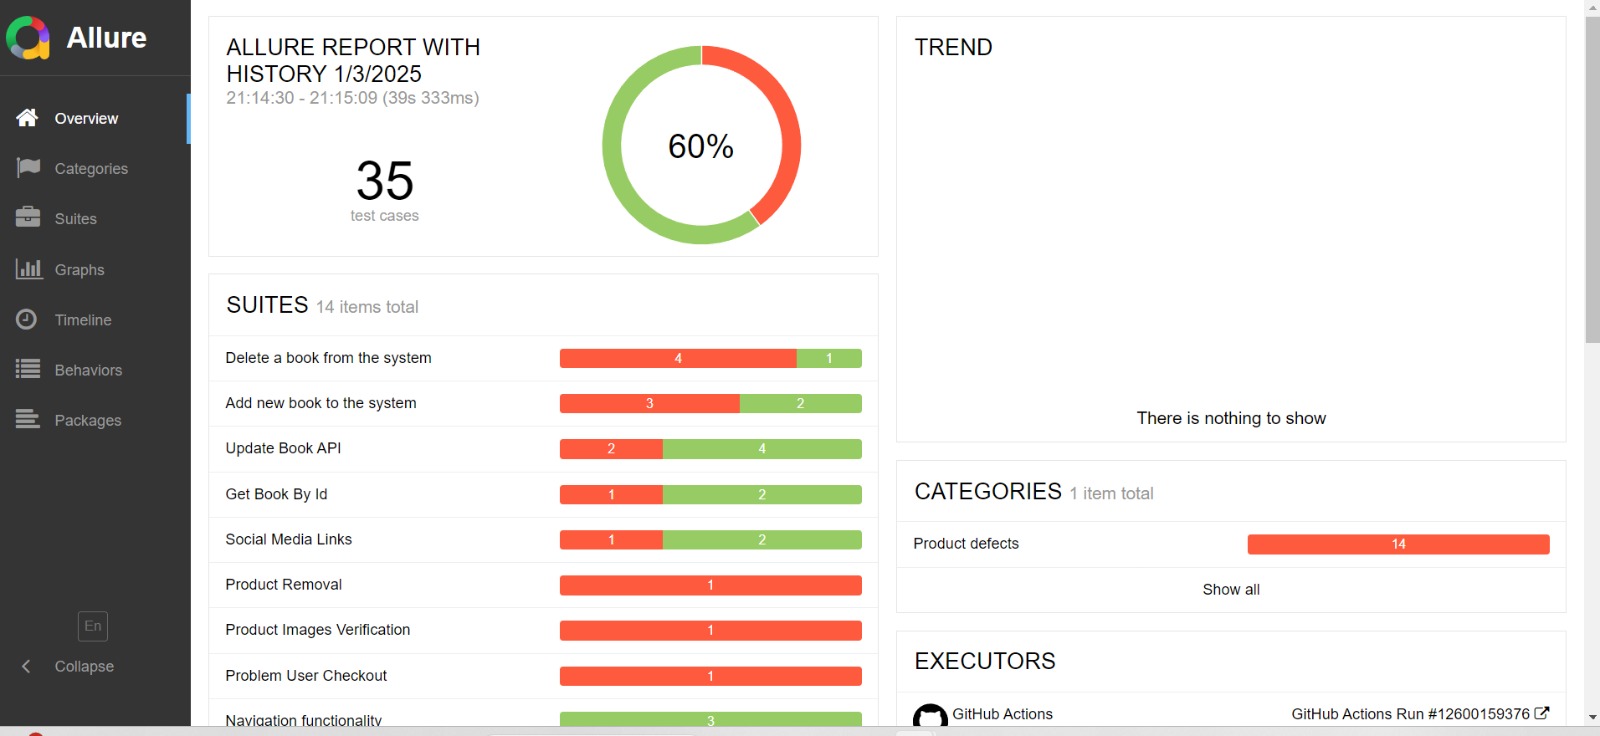 Allure
Overview
Categories
Suites
Graphs
Timeline
Behaviors
Packages
En
Collapse
ALLURE REPORT WITH
HISTORY 1/3/2025
21:14:30 - 21:15:09 (39s 333ms)
35
test cases
60%
SUITES 14 items total
Delete a book from the system 4 1
Add new book to the system 3 2
Update Book API 2 4
Get Book By Id 1 2
Social Media Links 1 2
Product Removal 1
Product Images Verification 1
Problem User Checkout 1
Navigation functionality 3
TREND
There is nothing to show
CATEGORIES 1 item total
Product defects 14
Show all
EXECUTORS
GitHub Actions GitHub Actions Run #12600159376